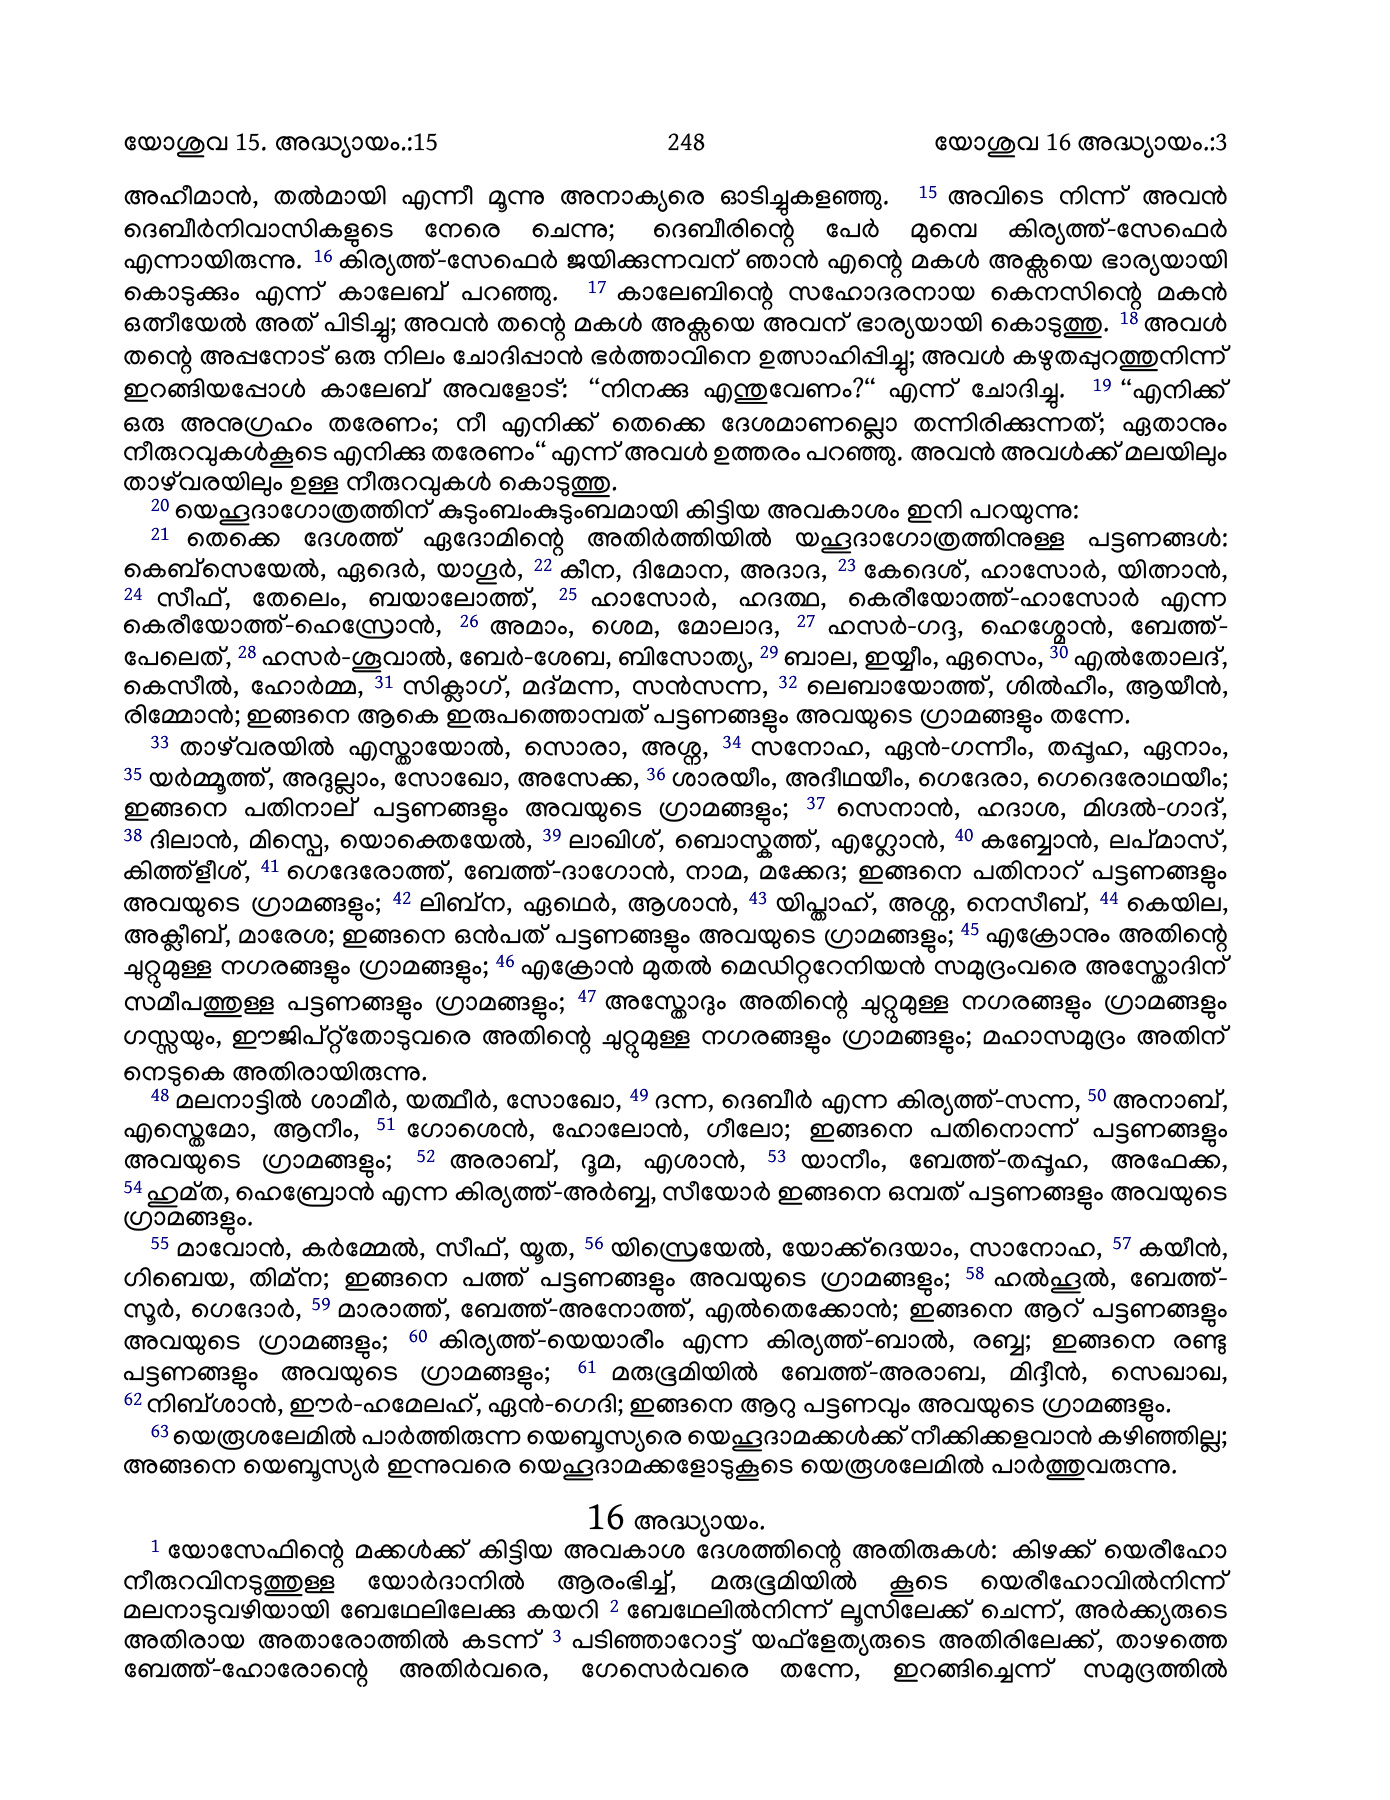 യോശുവ 15. അദ്ധ്യായം.:15 248 യോശുവ 16 അദ്ധ്യായം.:3
അഹീമാൻ, തൽമായി എന്നീ മൂന്നു അനാക്യരെ ഓടിച്ചുകളഞ്ഞു. 15 അവിടെ നിന്ന് അവൻ
ദെബീർനിവാസികളുടെ നേരെ ചെന്നു; ദെബീരിന്റെ പേർ മുമ്പെ കിര്യത്ത്-സേഫെർ
എന്നായിരുന്നു. 16 കിര്യത്ത്-സേഫെർ ജയിക്കുന്നവന് ഞാൻ എന്റെ മകൾ അക്സയെ ഭാര്യയായി
കൊടുക്കും എന്ന് കാലേബ് പറഞ്ഞു. 17 കാലേബിന്റെ സഹോദരനായ കെനസിന്റെ മകൻ
ഒത്നീയേൽ അത് പിടിച്ചു; അവൻ തന്റെ മകൾ അക്സയെ അവന് ഭാര്യയായി കൊടുത്തു. 18 അവൾ
തന്റെ അപ്പനോട് ഒരു നിലം ചോദിപ്പാൻ ഭർത്താവിനെ ഉത്സാഹിപ്പിച്ചു; അവൾ കഴുതപ്പുറത്തുനിന്ന്
ഇറങ്ങിയപ്പോൾ കാലേബ് അവളോട്: “നിനക്കു എന്തുവേണം?“ എന്ന് ചോദിച്ചു. 19 “എനിക്ക്
ഒരു അനുഗ്രഹം തരേണം; നീ എനിക്ക് തെക്കെ ദേശമാണല്ലൊ തന്നിരിക്കുന്നത്; ഏതാനും
നീരുറവുകൾകൂടെ എനിക്കു തരേണം“ എന്ന് അവൾ ഉത്തരം പറഞ്ഞു. അവൻ അവൾക്ക് മലയിലും
താഴ്‌വരയിലും ഉള്ള നീരുറവുകൾ കൊടുത്തു.
20 യെഹൂദാഗോത്രത്തിന് കുടുംബംകുടുംബമായി കിട്ടിയ അവകാശം ഇനി പറയുന്നു:
21 തെക്കെ ദേശത്ത് ഏദോമിന്റെ അതിർത്തിയിൽ യഹൂദാഗോത്രത്തിനുള്ള പട്ടണങ്ങൾ:
കെബ്സെയേൽ, ഏദെർ, യാഗൂർ, 22 കീന, ദിമോന, അദാദ, 23 കേദെശ്, ഹാസോർ, യിത്നാൻ,
24 സീഫ്, തേലെം, ബയാലോത്ത്, 25 ഹാസോർ, ഹദത്ഥ, കെരീയോത്ത്-ഹാസോർ എന്ന
കെരീയോത്ത്-ഹെസ്രോൻ, 26 അമാം, ശെമ, മോലാദ, 27 ഹസർ-ഗദ്ദ, ഹെശ്മോൻ, ബേത്ത്-
പേലെത്, 28 ഹസർ-ശൂവാൽ, ബേർ-ശേബ, ബിസോത്യ, 29 ബാല, ഇയ്യീം, ഏസെം, 30 എൽതോലദ്,
കെസീൽ, ഹോർമ്മ, 31 സിക്ലാഗ്, മദ്മന്ന, സൻസന്ന, 32 ലെബായോത്ത്, ശിൽഹീം, ആയീൻ,
രിമ്മോൻ; ഇങ്ങനെ ആകെ ഇരുപത്തൊമ്പത് പട്ടണങ്ങളും അവയുടെ ഗ്രാമങ്ങളും തന്നേ.
33 താഴ്‌വരയിൽ എസ്തായോൽ, സൊരാ, അശ്ന, 34 സനോഹ, ഏൻ-ഗന്നീം, തപ്പൂഹ, ഏനാം,
35 യർമ്മൂത്ത്, അദുല്ലാം, സോഖോ, അസേക്ക, 36 ശാരയീം, അദീഥയീം, ഗെദേരാ, ഗെദെരോഥയീം;
ഇങ്ങനെ പതിനാല് പട്ടണങ്ങളും അവയുടെ ഗ്രാമങ്ങളും; 37 സെനാൻ, ഹദാശ, മിഗ്ദൽ-ഗാദ്,
38 ദിലാൻ, മിസ്പെ, യൊക്തെയേൽ, 39 ലാഖിശ്, ബൊസ്കത്ത്, എഗ്ലോൻ, 40 കബ്ബോൻ, ലപ്മാസ്,
കിത്ത്ളീശ്, 41 ഗെദേരോത്ത്, ബേത്ത്-ദാഗോൻ, നാമ, മക്കേദ; ഇങ്ങനെ പതിനാറ് പട്ടണങ്ങളും
അവയുടെ ഗ്രാമങ്ങളും; 42 ലിബ്ന, ഏഥെർ, ആശാൻ, 43 യിപ്താഹ്, അശ്ന, നെസീബ്, 44 കെയില,
അക്ലീബ്, മാരേശ; ഇങ്ങനെ ഒൻപത് പട്ടണങ്ങളും അവയുടെ ഗ്രാമങ്ങളും; 45 എക്രോനും അതിന്റെ
ചുറ്റുമുള്ള നഗരങ്ങളും ഗ്രാമങ്ങളും; 46 എക്രോൻ മുതൽ മെഡിറ്ററേനിയൻ സമുദ്രംവരെ അസ്തോദിന്
സമീപത്തുള്ള പട്ടണങ്ങളും ഗ്രാമങ്ങളും; 47 അസ്തോദും അതിന്റെ ചുറ്റുമുള്ള നഗരങ്ങളും ഗ്രാമങ്ങളും
ഗസ്സയും, ഈജിപ്റ്റ്തോടുവരെ അതിന്റെ ചുറ്റുമുള്ള നഗരങ്ങളും ഗ്രാമങ്ങളും; മഹാസമുദ്രം അതിന്
നെടുകെ അതിരായിരുന്നു.
48 മലനാട്ടിൽ ശാമീർ, യത്ഥീർ, സോഖോ, 49 ദന്ന, ദെബീർ എന്ന കിര്യത്ത്-സന്ന, 50 അനാബ്,
എസ്തെമോ, ആനീം, 51 ഗോശെൻ, ഹോലോൻ, ഗീലോ; ഇങ്ങനെ പതിനൊന്ന് പട്ടണങ്ങളും
അവയുടെ ഗ്രാമങ്ങളും; 52 അരാബ്, ദൂമ, എശാൻ, 53 യാനീം, ബേത്ത്-തപ്പൂഹ, അഫേക്ക,
54 ഹുമ്ത, ഹെബ്രോൻ എന്ന കിര്യത്ത്-അർബ്ബ, സീയോർ ഇങ്ങനെ ഒമ്പത് പട്ടണങ്ങളും അവയുടെ
ഗ്രാമങ്ങളും.
55 മാവോൻ, കർമ്മേൽ, സീഫ്, യൂത, 56 യിസ്രെയേൽ, യോക്ക്ദെയാം, സാനോഹ, 57 കയീൻ,
ഗിബെയ, തിമ്ന; ഇങ്ങനെ പത്ത് പട്ടണങ്ങളും അവയുടെ ഗ്രാമങ്ങളും; 58 ഹൽഹൂൽ, ബേത്ത്-
സൂർ, ഗെദോർ, 59 മാരാത്ത്, ബേത്ത്-അനോത്ത്, എൽതെക്കോൻ; ഇങ്ങനെ ആറ് പട്ടണങ്ങളും
അവയുടെ ഗ്രാമങ്ങളും; 60 കിര്യത്ത്-യെയാരീം എന്ന കിര്യത്ത്-ബാൽ, രബ്ബ; ഇങ്ങനെ രണ്ടു
പട്ടണങ്ങളും അവയുടെ ഗ്രാമങ്ങളും; 61 മരുഭൂമിയിൽ ബേത്ത്-അരാബ, മിദ്ദീൻ, സെഖാഖ,
62 നിബ്ശാൻ, ഈർ-ഹമേലഹ്, ഏൻ-ഗെദി; ഇങ്ങനെ ആറു പട്ടണവും അവയുടെ ഗ്രാമങ്ങളും.
63 യെരൂശലേമിൽ പാർത്തിരുന്ന യെബൂസ്യരെ യെഹൂദാമക്കൾക്ക് നീക്കിക്കളവാൻ കഴിഞ്ഞില്ല;
അങ്ങനെ യെബൂസ്യർ ഇന്നുവരെ യെഹൂദാമക്കളോടുകൂടെ യെരൂശലേമിൽ പാർത്തുവരുന്നു.
16 അദ്ധ്യായം.
1 യോസേഫിന്റെ മക്കൾക്ക് കിട്ടിയ അവകാശ ദേശത്തിന്റെ അതിരുകൾ: കിഴക്ക് യെരീഹോ
നീരുറവിനടുത്തുള്ള യോർദാനിൽ ആരംഭിച്ച്, മരുഭൂമിയിൽ കൂടെ യെരീഹോവിൽനിന്ന്
മലനാടുവഴിയായി ബേഥേലിലേക്കു കയറി 2 ബേഥേലിൽനിന്ന് ലൂസിലേക്ക് ചെന്ന്, അർക്ക്യരുടെ
അതിരായ അതാരോത്തിൽ കടന്ന് 3 പടിഞ്ഞാറോട്ട് യഫ്ളേത്യരുടെ അതിരിലേക്ക്, താഴത്തെ
ബേത്ത്-ഹോരോന്റെ അതിർവരെ, ഗേസെർവരെ തന്നേ, ഇറങ്ങിച്ചെന്ന് സമുദ്രത്തിൽ